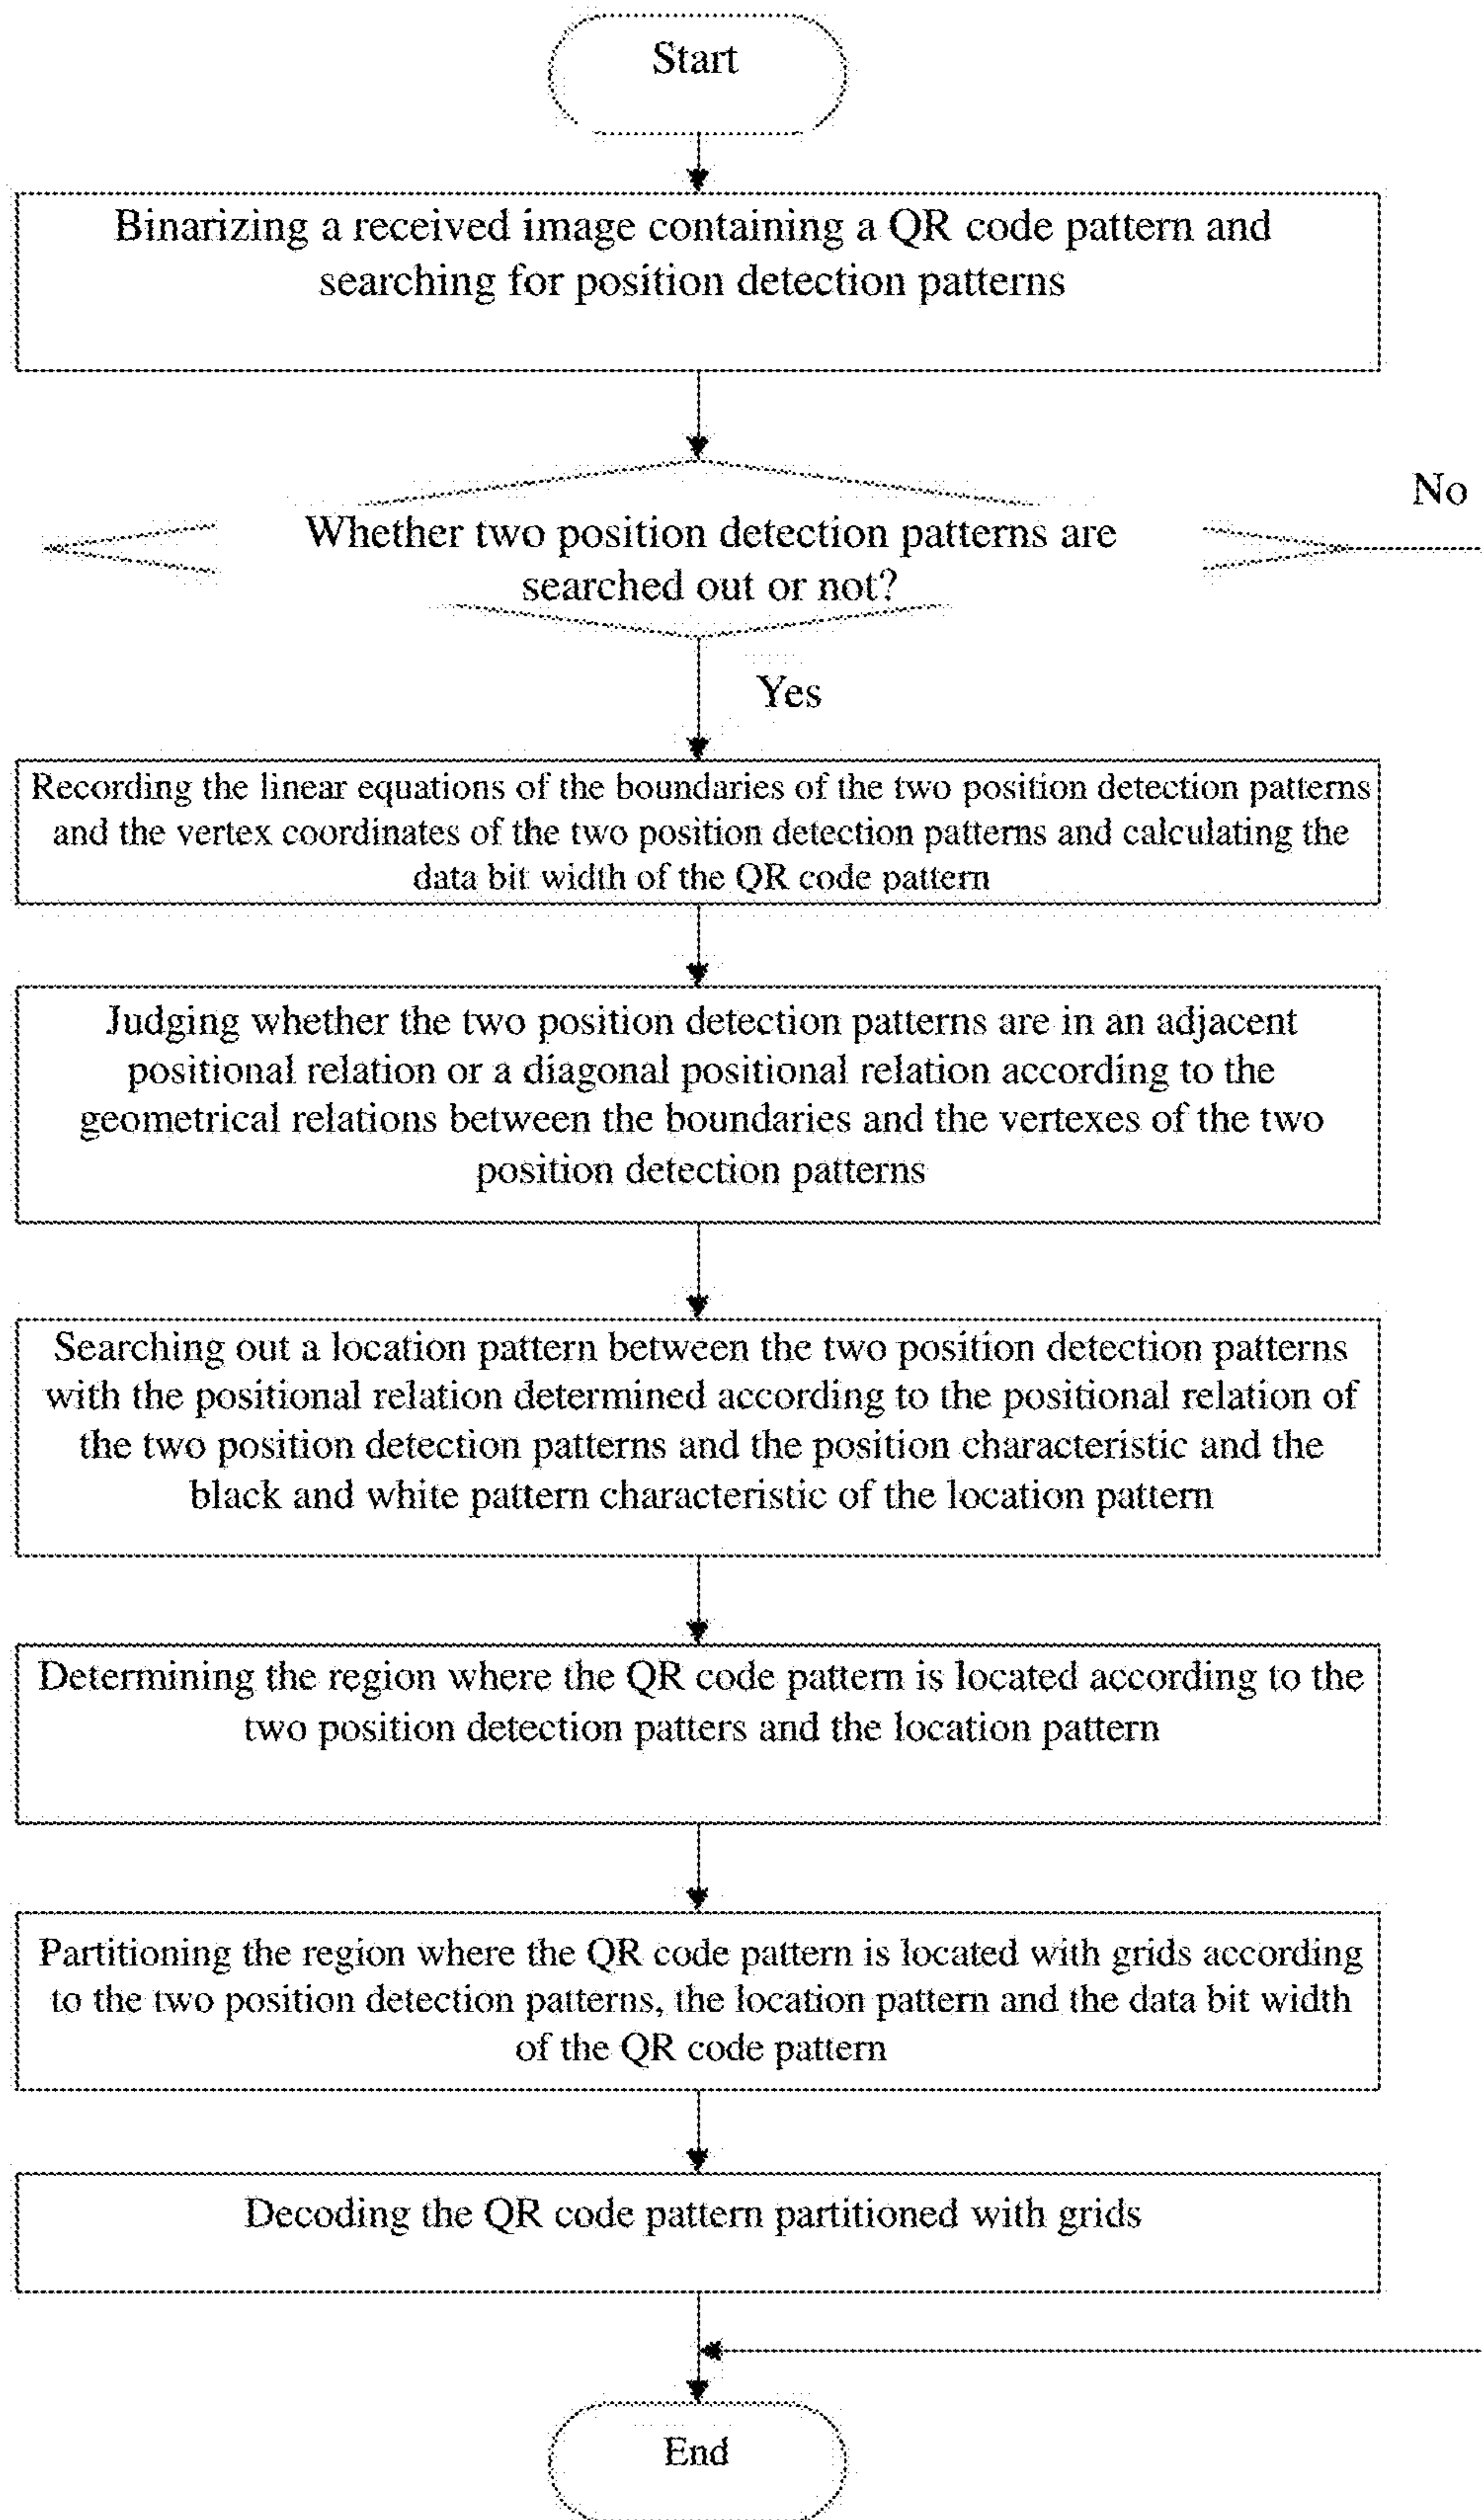 Start
Binarizing a received image containing a QR code pattern and
searching for position detection patterns
No
Whether two position detection patterns are
searched out or not?
Yes
Recording the linear equations of the boundaries of the two position detection patterns
and the vertex coordinates of the two position detection patterns and calculating the
data bit width of the QR code pattern
Judging whether the two position detection patterns are in an adjacent
positional relation or a diagonal positional relation according to the
geometrical relations between the boundaries and the vertexes of the two
position detection patterns
Searching out a location pattern between the two position detection patterns
with the positional relation determined according to the positional relation of
the two position detection patterns and the position characteristic and the
black and white pattern characteristic of the location pattern
Determining the region where the QR code pattern is located according to the
two position detection patters and the location pattern
Partitioning the region where the QR code pattern is located with grids according
to the two position detection patterns, the location pattern and the data bit width
of the QR code pattern
Decoding the QR code pattern partitioned with grids
End